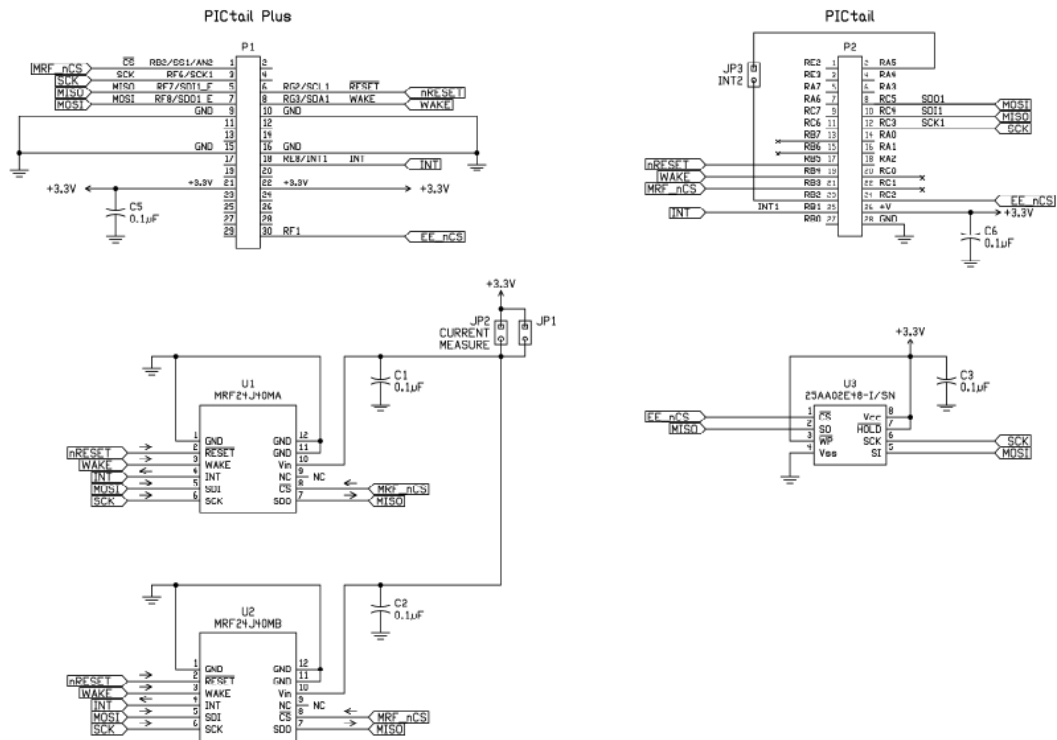 PICtail Plus
P1
MRF_nCS CS RB2/SS1/AN2 1 2
SCK SCK RF6/SCK1 3 4
MISO MISO RF7/SDI1_E 5 6 RG2/SCL1 RESET nRESET
MOSI MOSI RF8/SDO1_E 7 8 RG3/SDA1 WAKE WAKE
GND 9 10 GND
11 12
13 14
GND 15 16 GND
17 18 RE8/INT1 INT INT
19 20
+3.3V +3.3V 21 22 +3.3V +3.3V
23 24
25 26
27 28
29 30 RF1 EE_nCS
C5
0.1µF
PICtail
P2
JP3
INT2
RE2 1 2 RA5
RE3 3 4 RA4
RA7 5 6 RA3
RA6 7 8 RC5 SDO1 MOSI
RC7 9 10 RC4 SDI1 MISO
RC6 11 12 RC3 SCK1 SCK
RB7 13 14 RA0
RB6 15 16 RA1
nRESET RB5 17 18 RA2
WAKE RB4 19 20 RC0
MRF_nCS RB3 21 22 RC1
RB2 23 24 RC2 EE_nCS
INT INT1 RB1 25 26 +V +3.3V
RB0 27 28 GND
C6
0.1µF
+3.3V
JP2
CURRENT
MEASURE
JP1
C1
0.1µF
U1
MRF24J40MA
1 GND GND 12
nRESET 2 RESET GND 11
WAKE 3 WAKE Vin 10
INT 4 INT NC 9 NC
MOSI 5 SDI CS 8 MRF_nCS
SCK 6 SCK SDO 7 MISO
C2
0.1µF
U2
MRF24J40MB
1 GND GND 12
nRESET 2 RESET GND 11
WAKE 3 WAKE Vin 10
INT 4 INT NC 9 NC
MOSI 5 SDI CS 8 MRF_nCS
SCK 6 SCK SDO 7 MISO
+3.3V
C3
0.1µF
U3
25AA02E48-I/SN
EE_nCS 1 CS Vcc 8
MISO 2 SO HOLD 7
3 WP SCK 6 SCK
4 Vss SI 5 MOSI